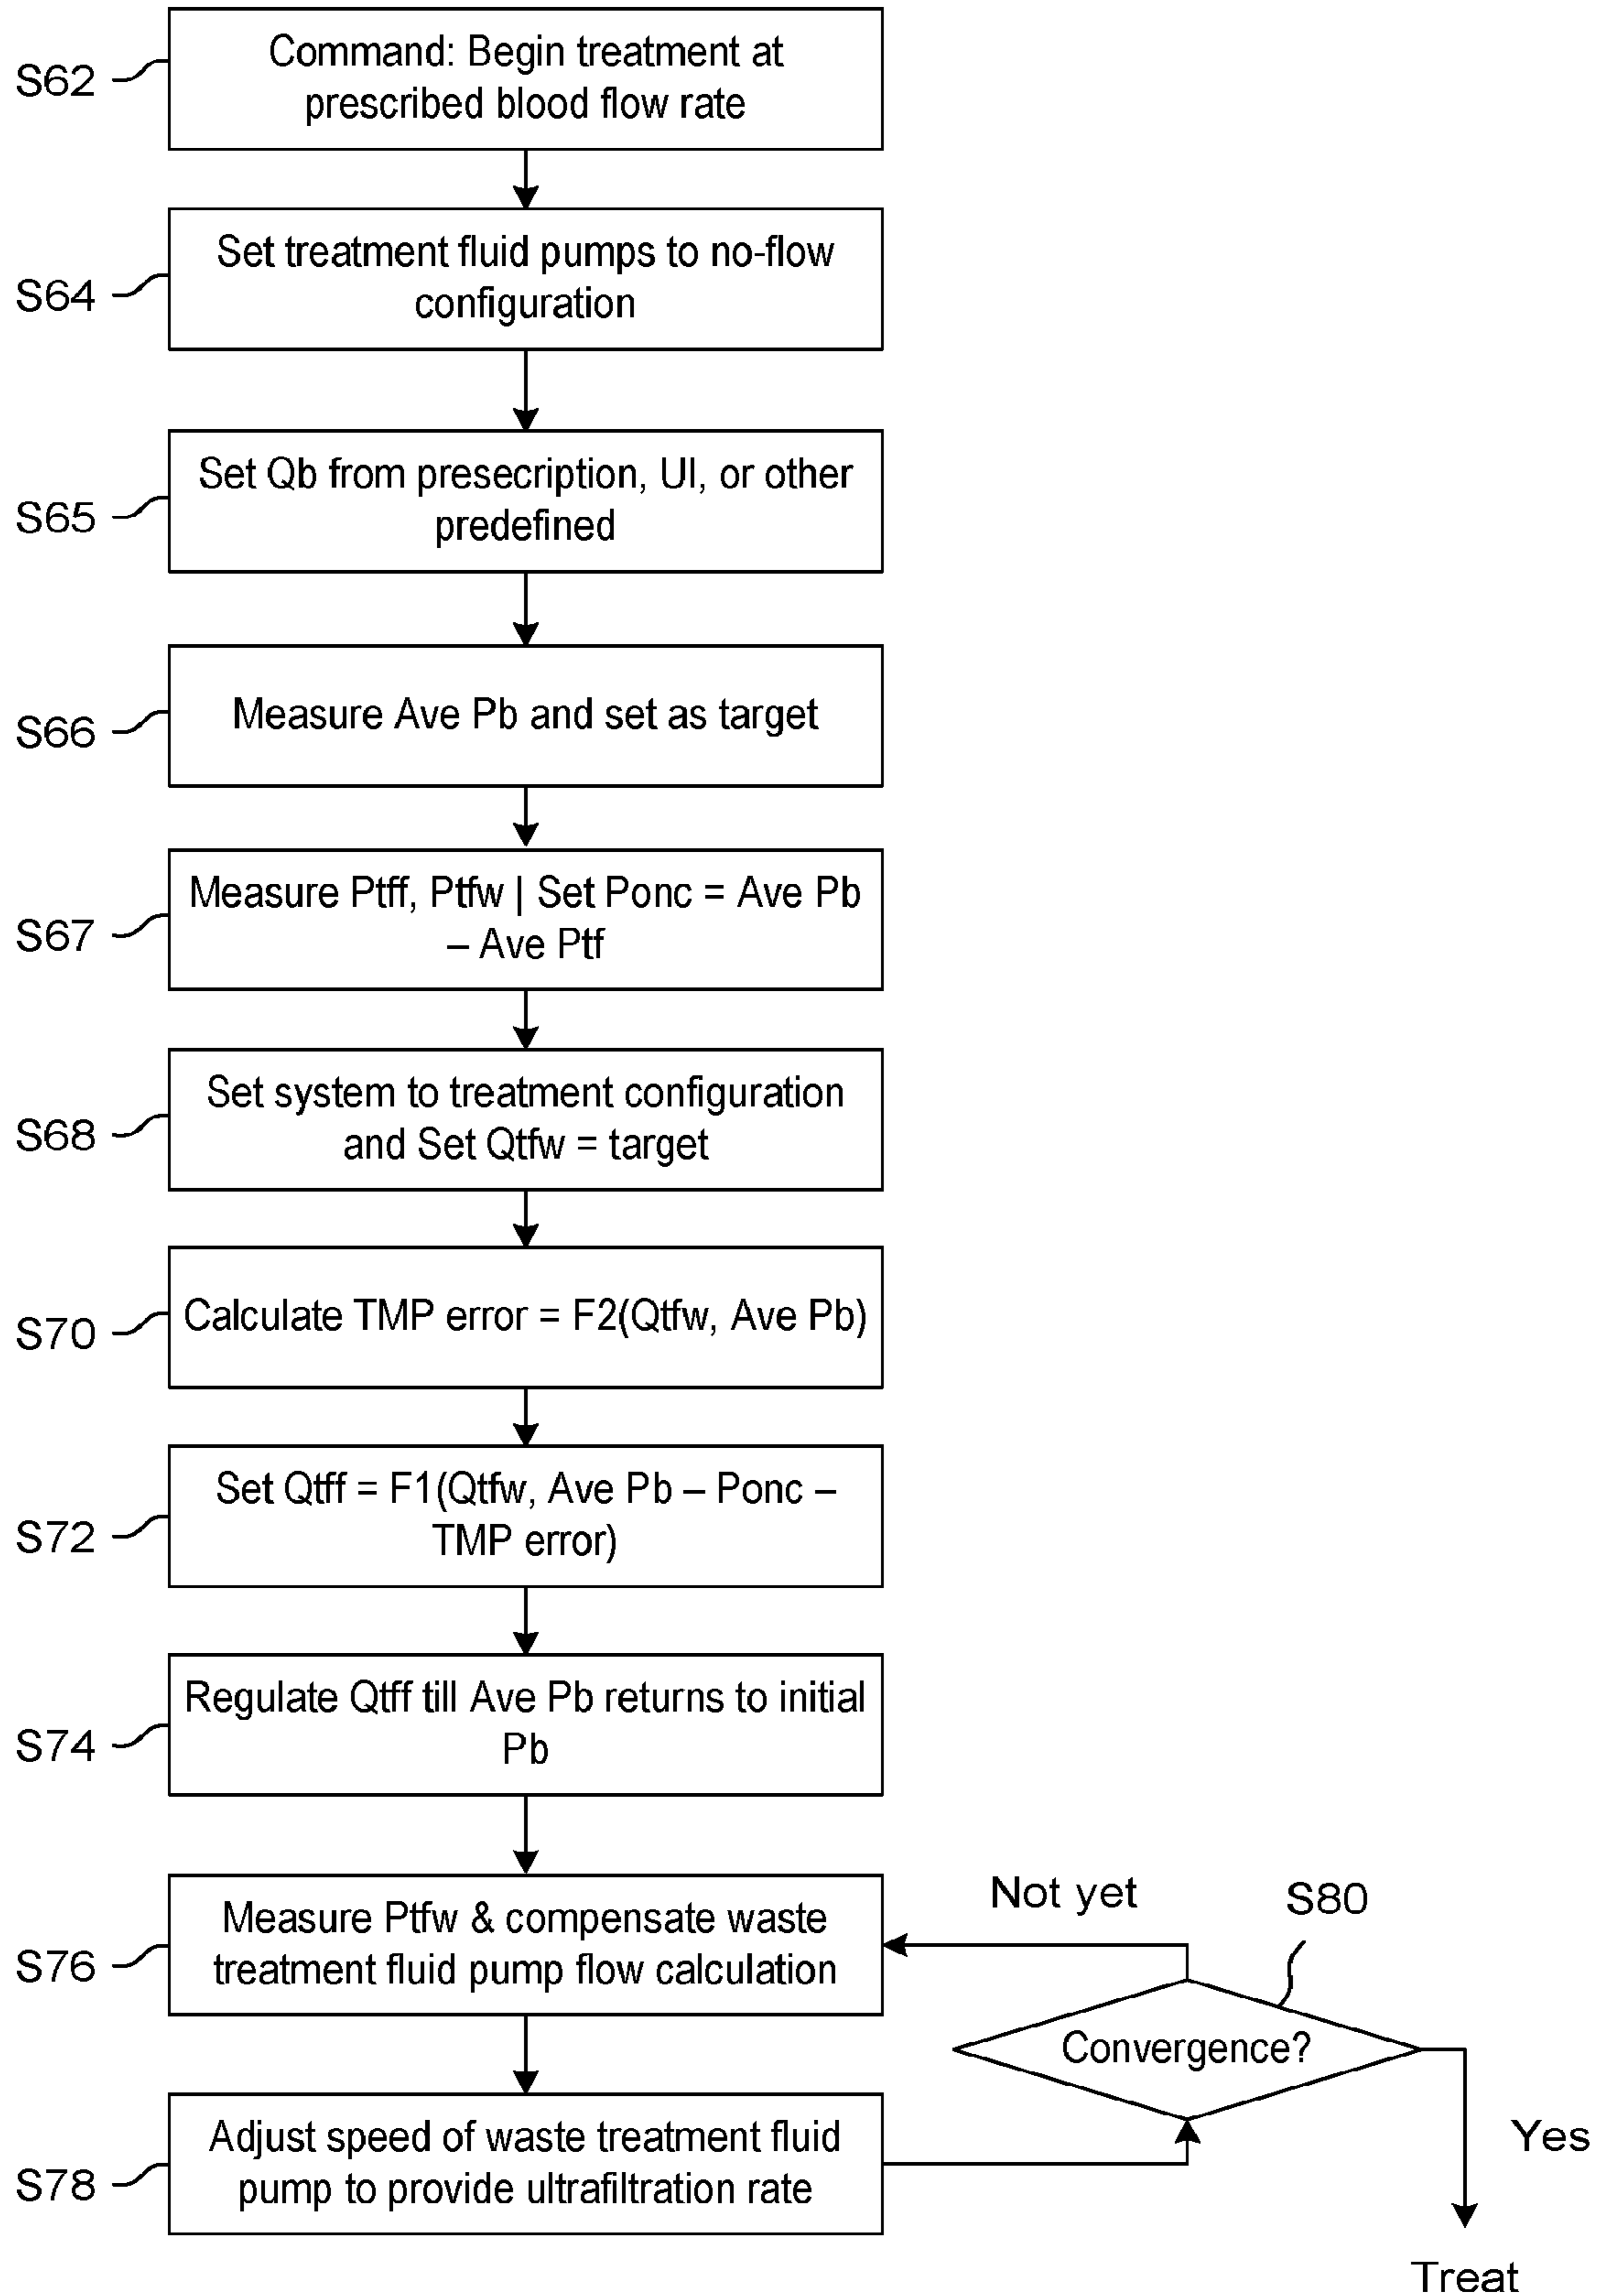 S62
Command: Begin treatment at
prescribed blood flow rate
S64
Set treatment fluid pumps to no-flow
configuration
S65
Set Qb from presecription, UI, or other
predefined
S66
Measure Ave Pb and set as target
S67
Measure Ptff, Ptfw | Set Ponc = Ave Pb
– Ave Ptf
S68
Set system to treatment configuration
and Set Qtfw = target
S70
Calculate TMP error = F2(Qtfw, Ave Pb)
S72
Set Qtff = F1(Qtfw, Ave Pb – Ponc –
TMP error)
S74
Regulate Qtff till Ave Pb returns to initial
Pb
S76
Measure Ptfw & compensate waste
treatment fluid pump flow calculation
Not yet
S80
Convergence?
S78
Adjust speed of waste treatment fluid
pump to provide ultrafiltration rate
Yes
Treat